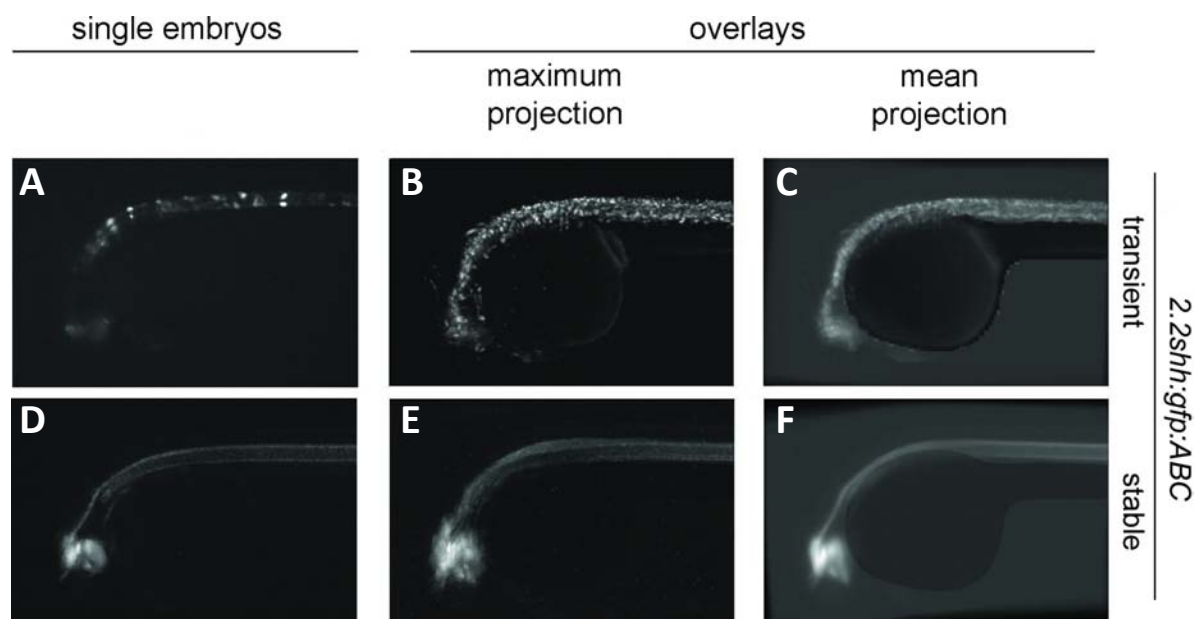 single embryos
overlays
maximum
projection
mean
projection
A
B
C
transient
D
E
F
stable
2.2shh:gfp:ABC